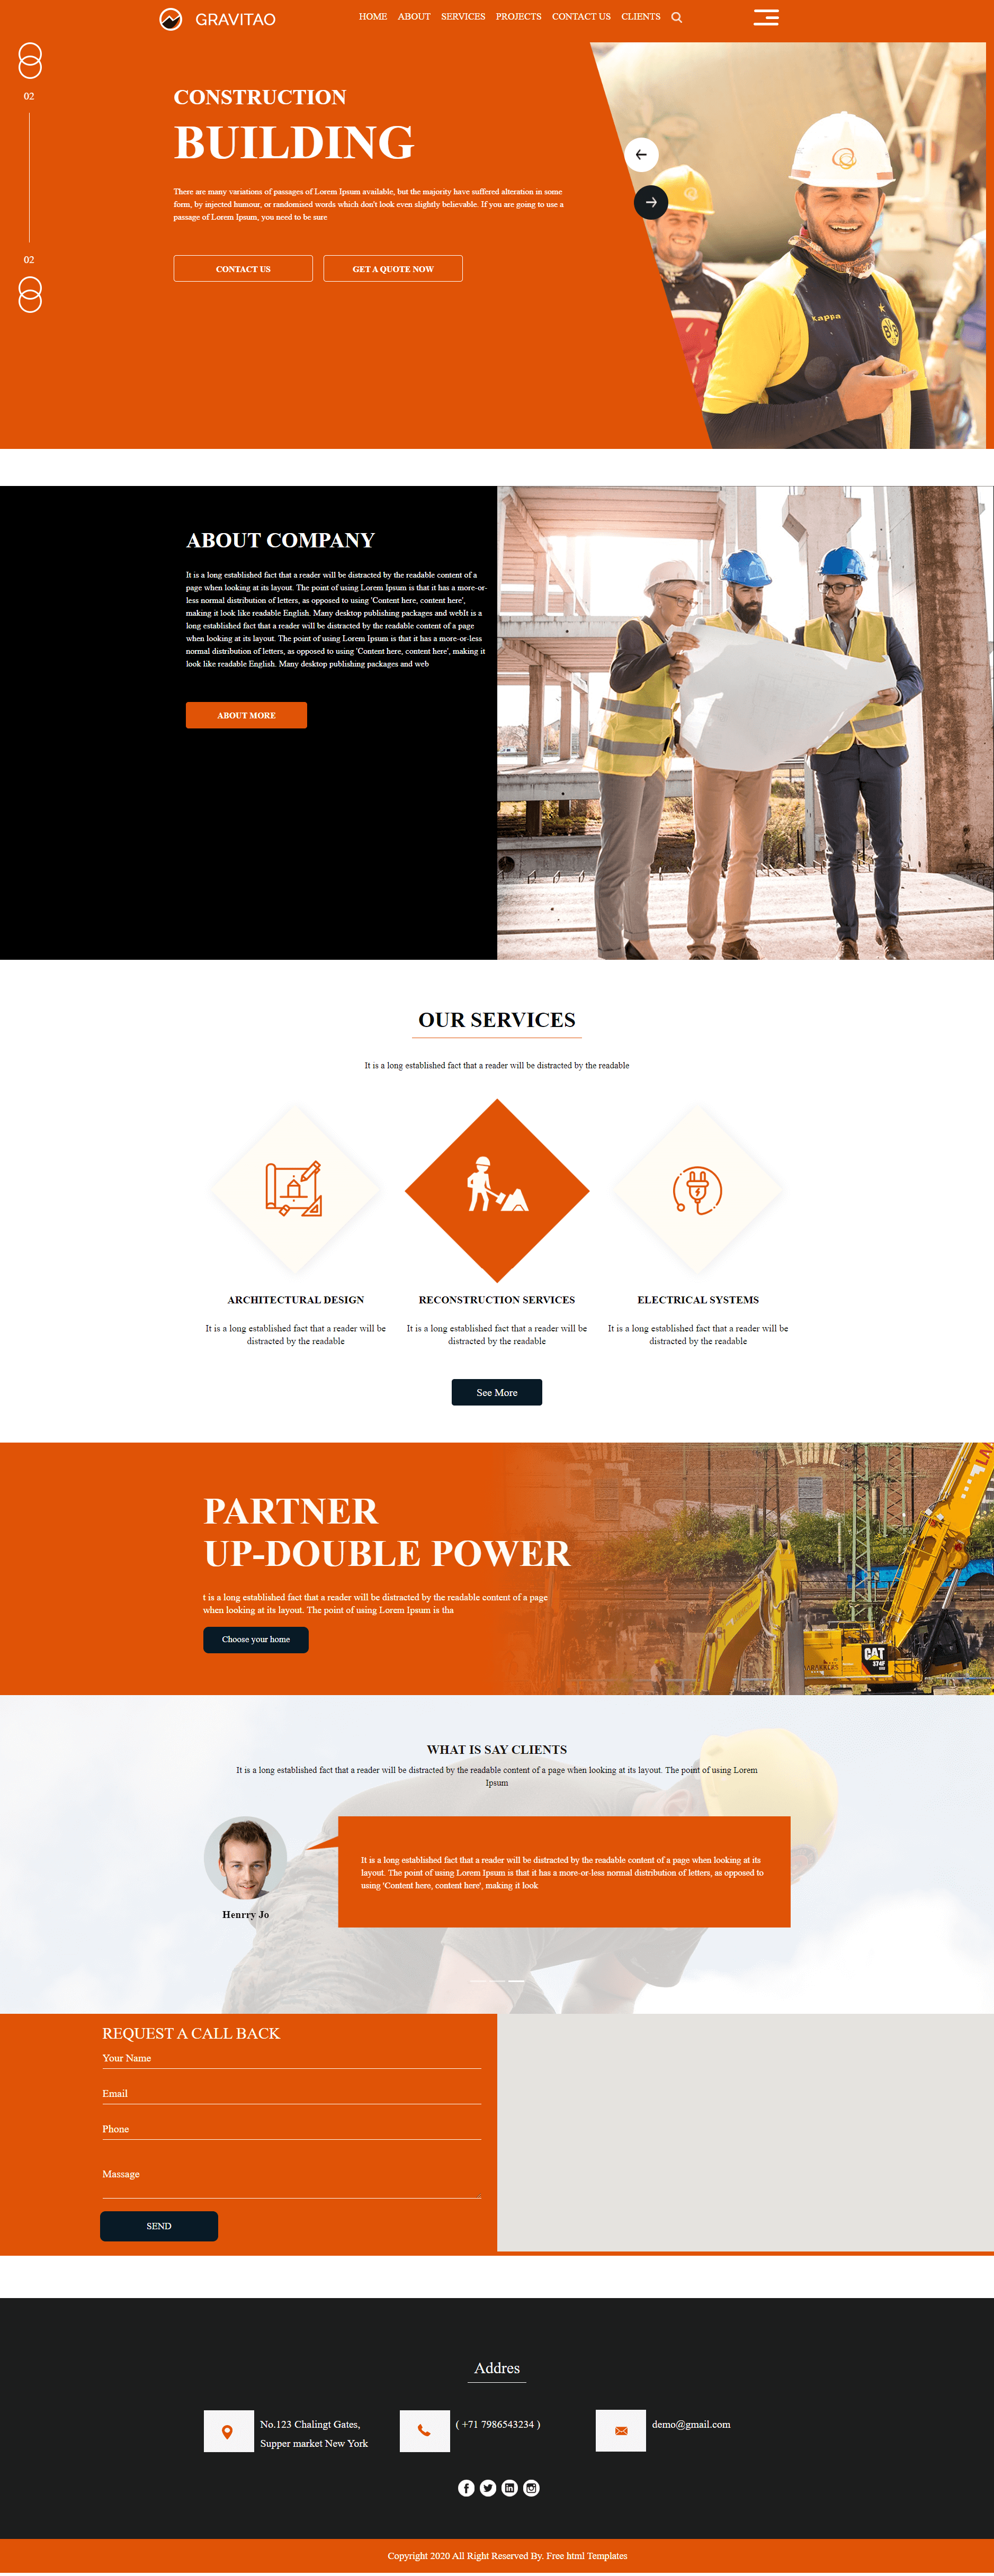 GRAVITAO
HOME ABOUT SERVICES PROJECTS CONTACT US CLIENTS
02
02
CONSTRUCTION
BUILDING
There are many variations of passages of Lorem Ipsum available, but the majority have suffered alteration in some
form, by injected humour, or randomised words which don't look even slightly believable. If you are going to use a
passage of Lorem Ipsum, you need to be sure
CONTACT US
GET A QUOTE NOW
Kappa
ABOUT COMPANY
It is a long established fact that a reader will be distracted by the readable content of a
page when looking at its layout. The point of using Lorem Ipsum is that it has a more-or-
less normal distribution of letters, as opposed to using 'Content here, content here',
making it look like readable English. Many desktop publishing packages and webIt is a
long established fact that a reader will be distracted by the readable content of a page
when looking at its layout. The point of using Lorem Ipsum is that it has a more-or-less
normal distribution of letters, as opposed to using 'Content here, content here', making it
look like readable English. Many desktop publishing packages and web
ABOUT MORE
OUR SERVICES
It is a long established fact that a reader will be distracted by the readable
ARCHITECTURAL DESIGN
It is a long established fact that a reader will be
distracted by the readable
RECONSTRUCTION SERVICES
It is a long established fact that a reader will be
distracted by the readable
ELECTRICAL SYSTEMS
It is a long established fact that a reader will be
distracted by the readable
See More
PARTNER
UP-DOUBLE POWER
t is a long established fact that a reader will be distracted by the readable content of a page
when looking at its layout. The point of using Lorem Ipsum is tha
Choose your home
CAT
374F
WHAT IS SAY CLIENTS
It is a long established fact that a reader will be distracted by the readable content of a page when looking at its layout. The point of using Lorem
Ipsum
Henrry Jo
It is a long established fact that a reader will be distracted by the readable content of a page when looking at its
layout. The point of using Lorem Ipsum is that it has a more-or-less normal distribution of letters, as opposed to
using 'Content here, content here', making it look
REQUEST A CALL BACK
Your Name
Email
Phone
Massage
SEND
Addres
No.123 Chalingt Gates,
Supper market New York
( +71 7986543234 )
demo@gmail.com
Copyright 2020 All Right Reserved By. Free html Templates